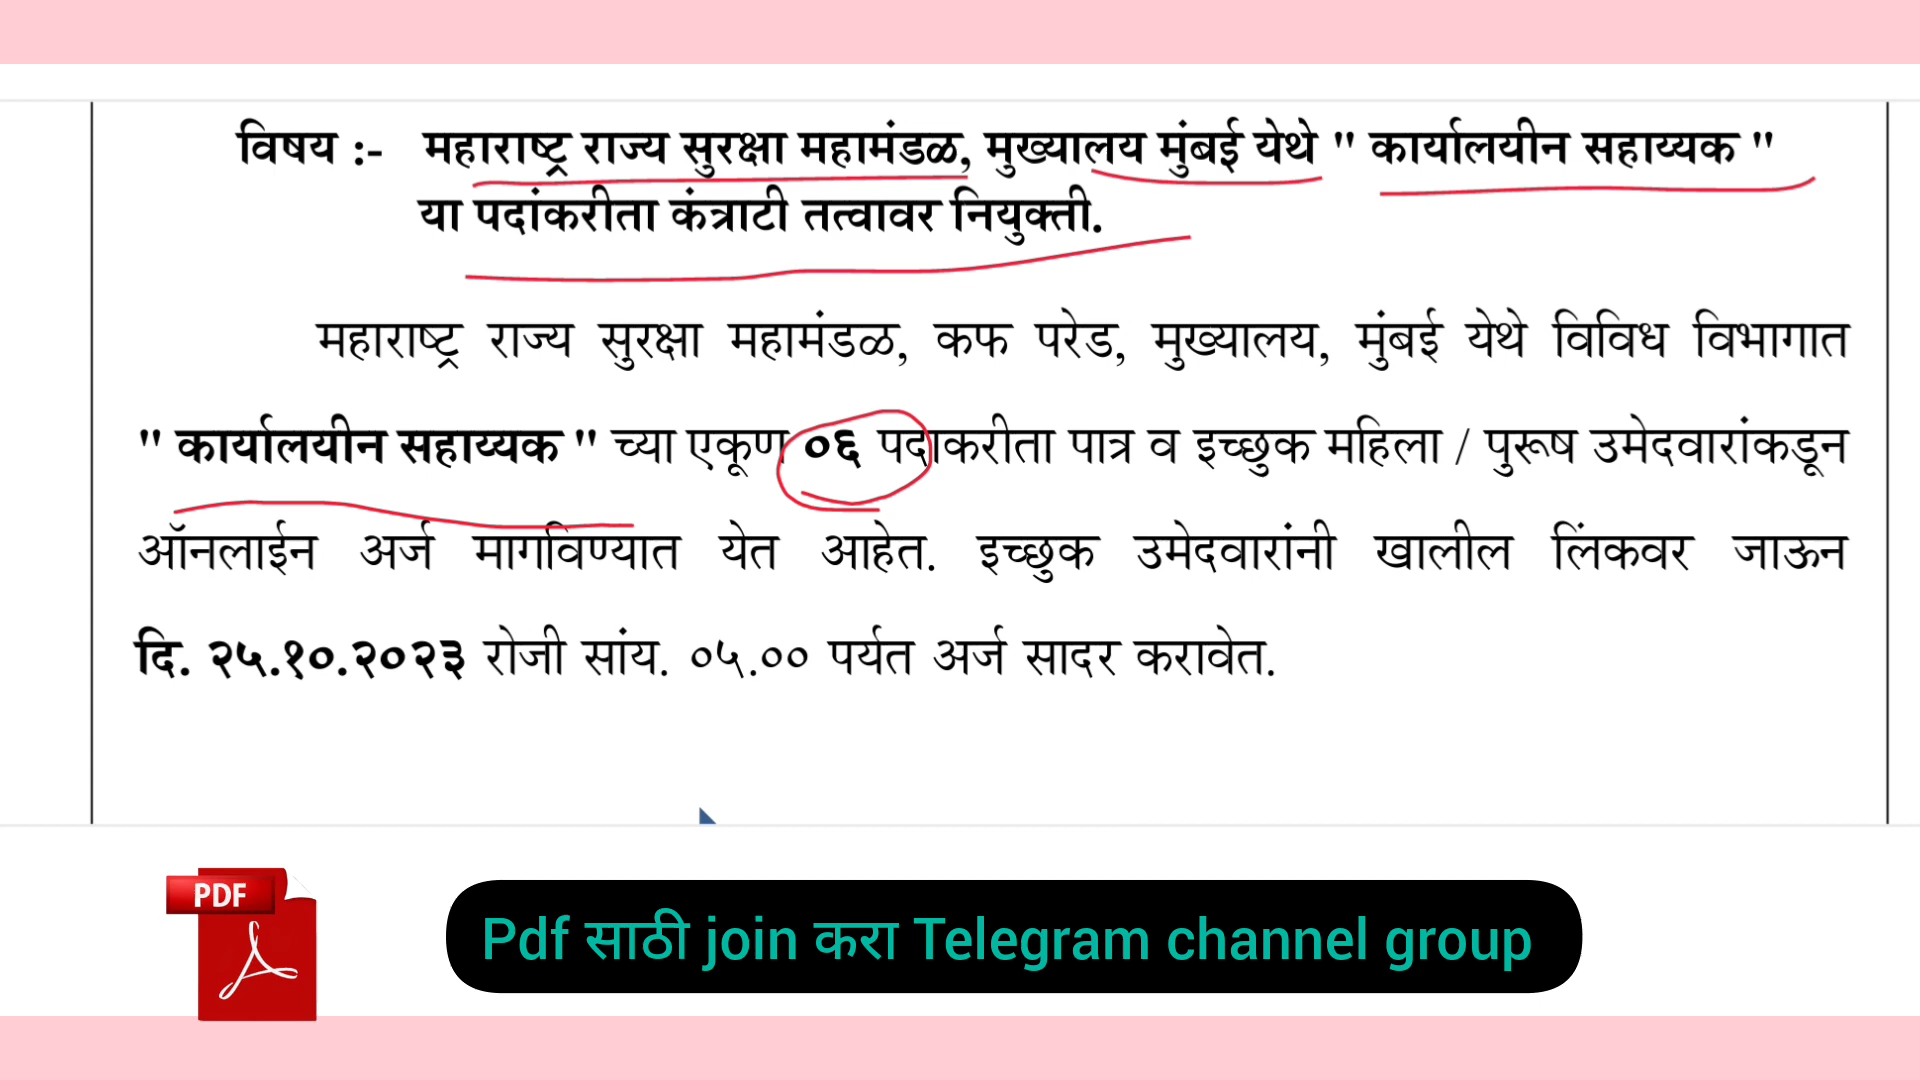 विषय :- महाराष्ट्र राज्य सुरक्षा महामंडळ, मुख्यालय मुंबई येथे " कार्यालयीन सहाय्यक "
या पदांकरीता कंत्राटी तत्वावर नियुक्ती.
महाराष्ट्र राज्य सुरक्षा महामंडळ, कफ परेड, मुख्यालय, मुंबई येथे विविध विभागात
" कार्यालयीन सहाय्यक " च्या एकूण ०६ पदाकरीता पात्र व इच्छुक महिला / पुरूष उमेदवारांकडून
ऑनलाईन अर्ज मागविण्यात येत आहेत. इच्छुक उमेदवारांनी खालील लिंकवर जाऊन
दि. २५.१०.२०२३ रोजी सांय. ०५.०० पर्यत अर्ज सादर करावेत.
PDF
Pdf साठी join करा Telegram channel group